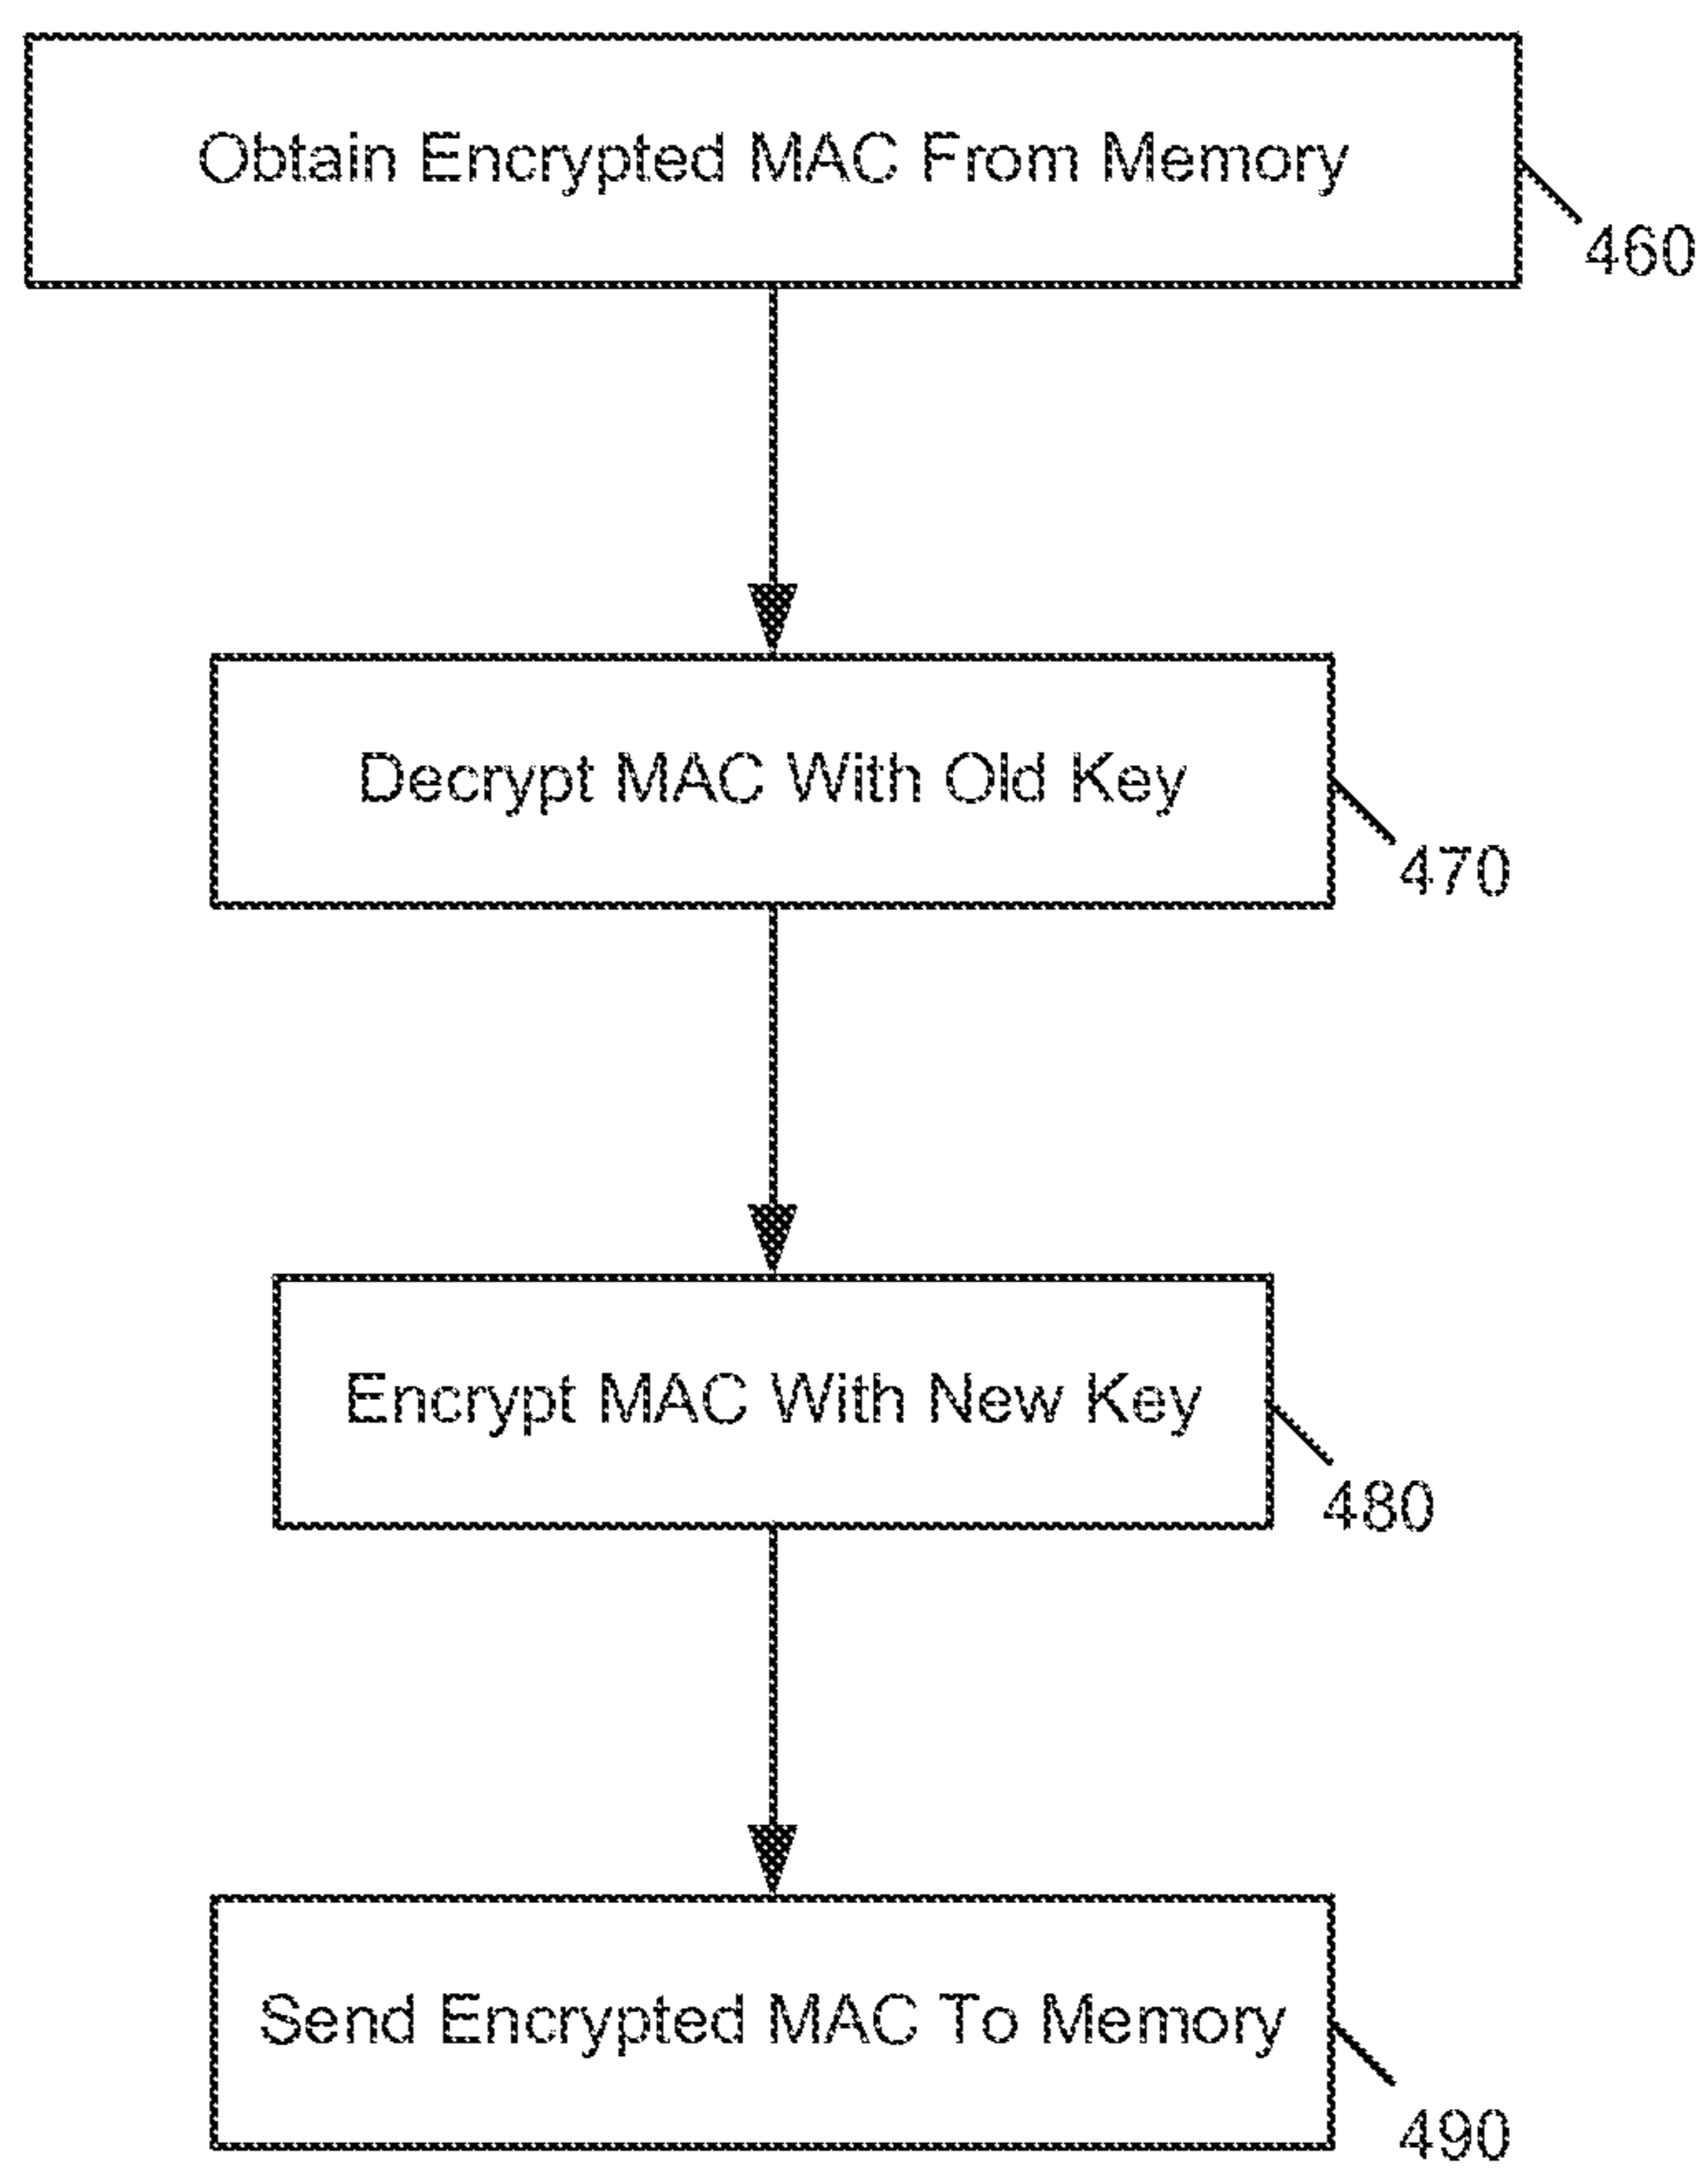 Obtain Encrypted MAC From Memory
460
Decrypt MAC With Old Key
470
Encrypt MAC With New Key
480
Send Encrypted MAC To Memory
490